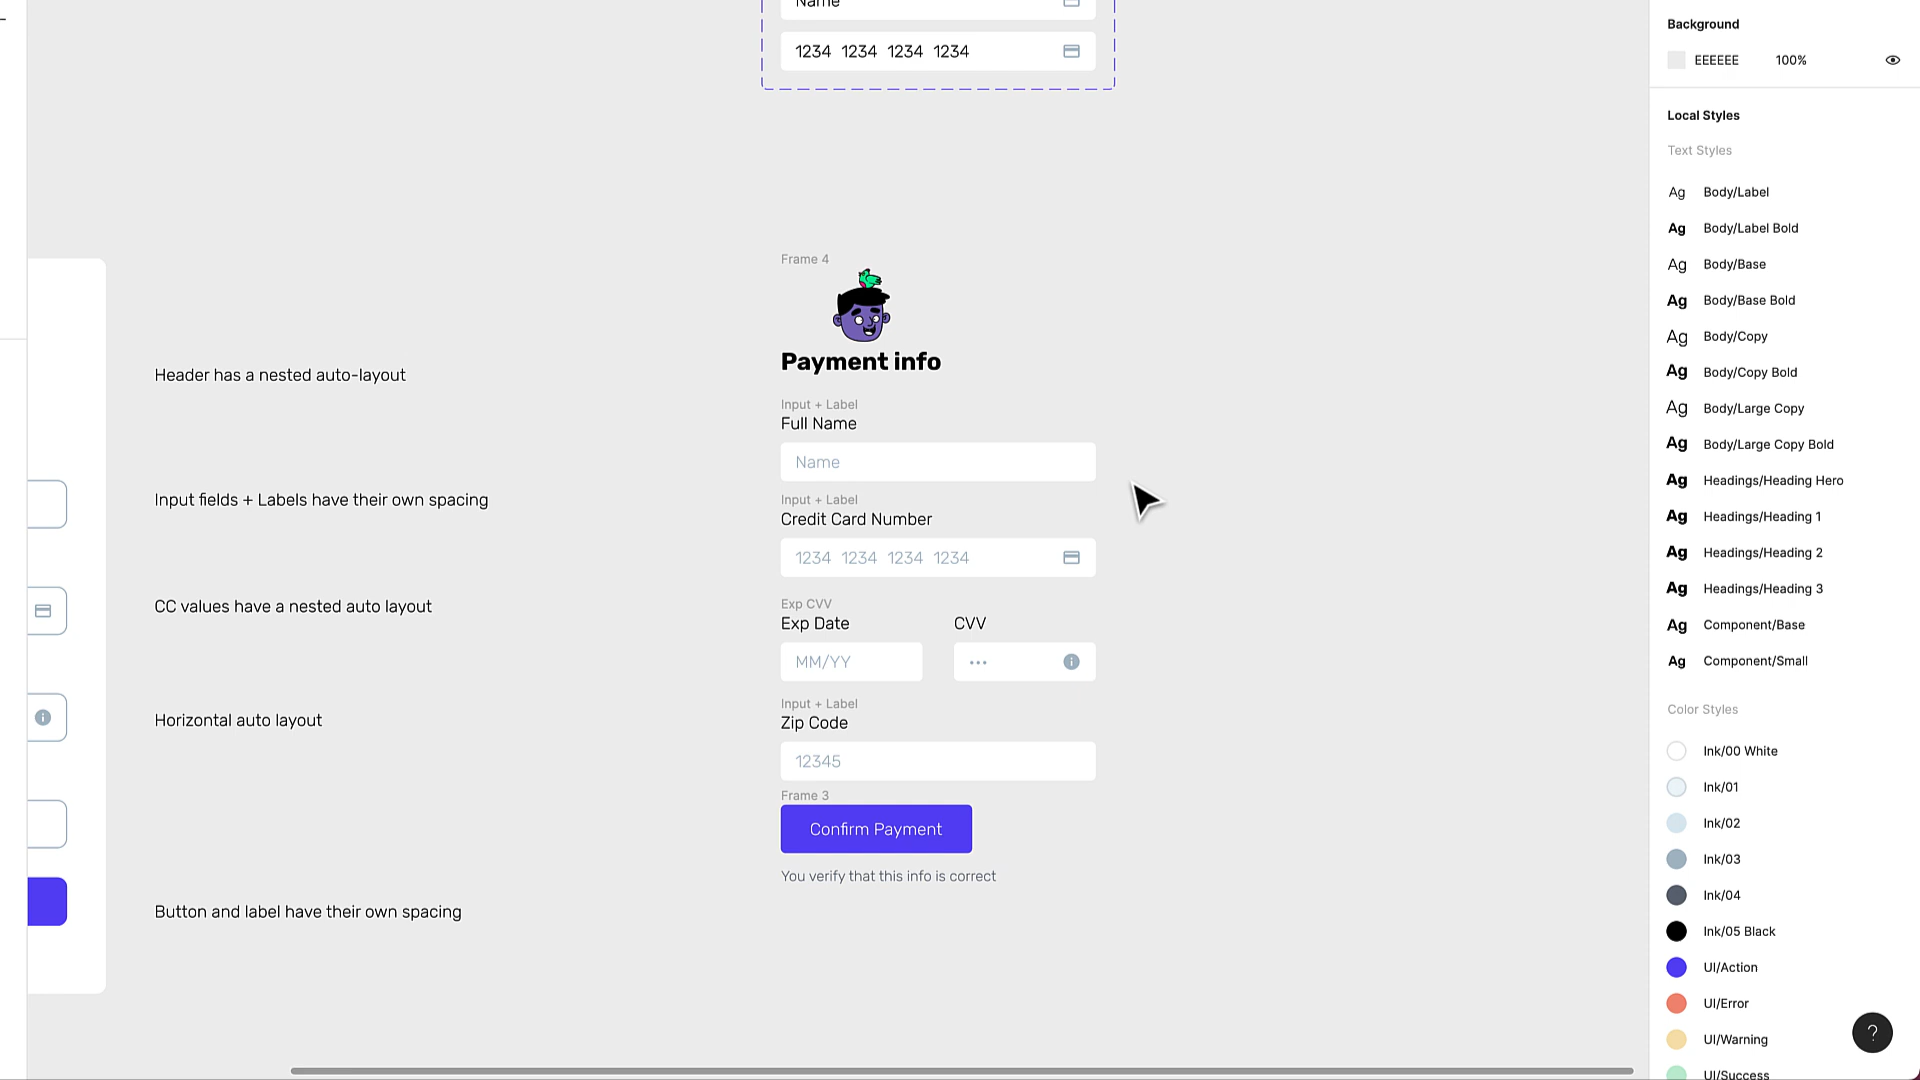 Name
1234 1234 1234 1234
Frame 4
Payment info
Header has a nested auto-layout
Input + Label
Full Name
Name
Input fields + Labels have their own spacing
Input + Label
Credit Card Number
1234 1234 1234 1234
CC values have a nested auto layout
Exp CVV
Exp Date CVV
MM/YY •••
Horizontal auto layout
Input + Label
Zip Code
12345
Frame 3
Confirm Payment
You verify that this info is correct
Button and label have their own spacing
Background
EEEEEE 100%
Local Styles
Text Styles
Ag Body/Label
Ag Body/Label Bold
Ag Body/Base
Ag Body/Base Bold
Ag Body/Copy
Ag Body/Copy Bold
Ag Body/Large Copy
Ag Body/Large Copy Bold
Ag Headings/Heading Hero
Ag Headings/Heading 1
Ag Headings/Heading 2
Ag Headings/Heading 3
Ag Component/Base
Ag Component/Small
Color Styles
Ink/00 White
Ink/01
Ink/02
Ink/03
Ink/04
Ink/05 Black
UI/Action
UI/Error
UI/Warning
UI/Success
?